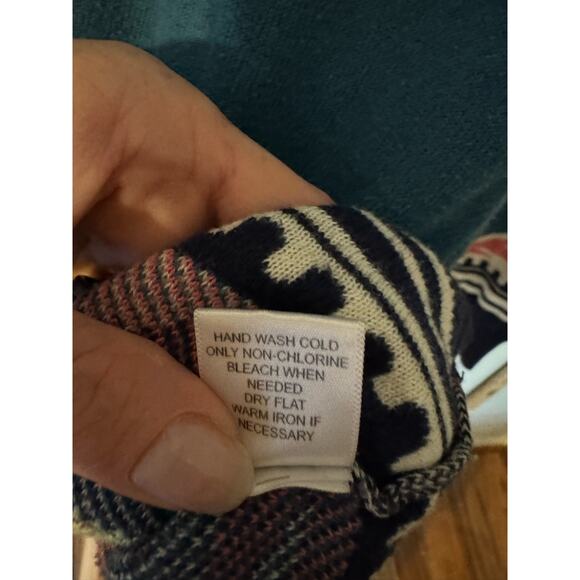 HAND WASH COLD
ONLY NON-CHLORINE
BLEACH WHEN
NEEDED
DRY FLAT
WARM IRON IF
NECESSARY